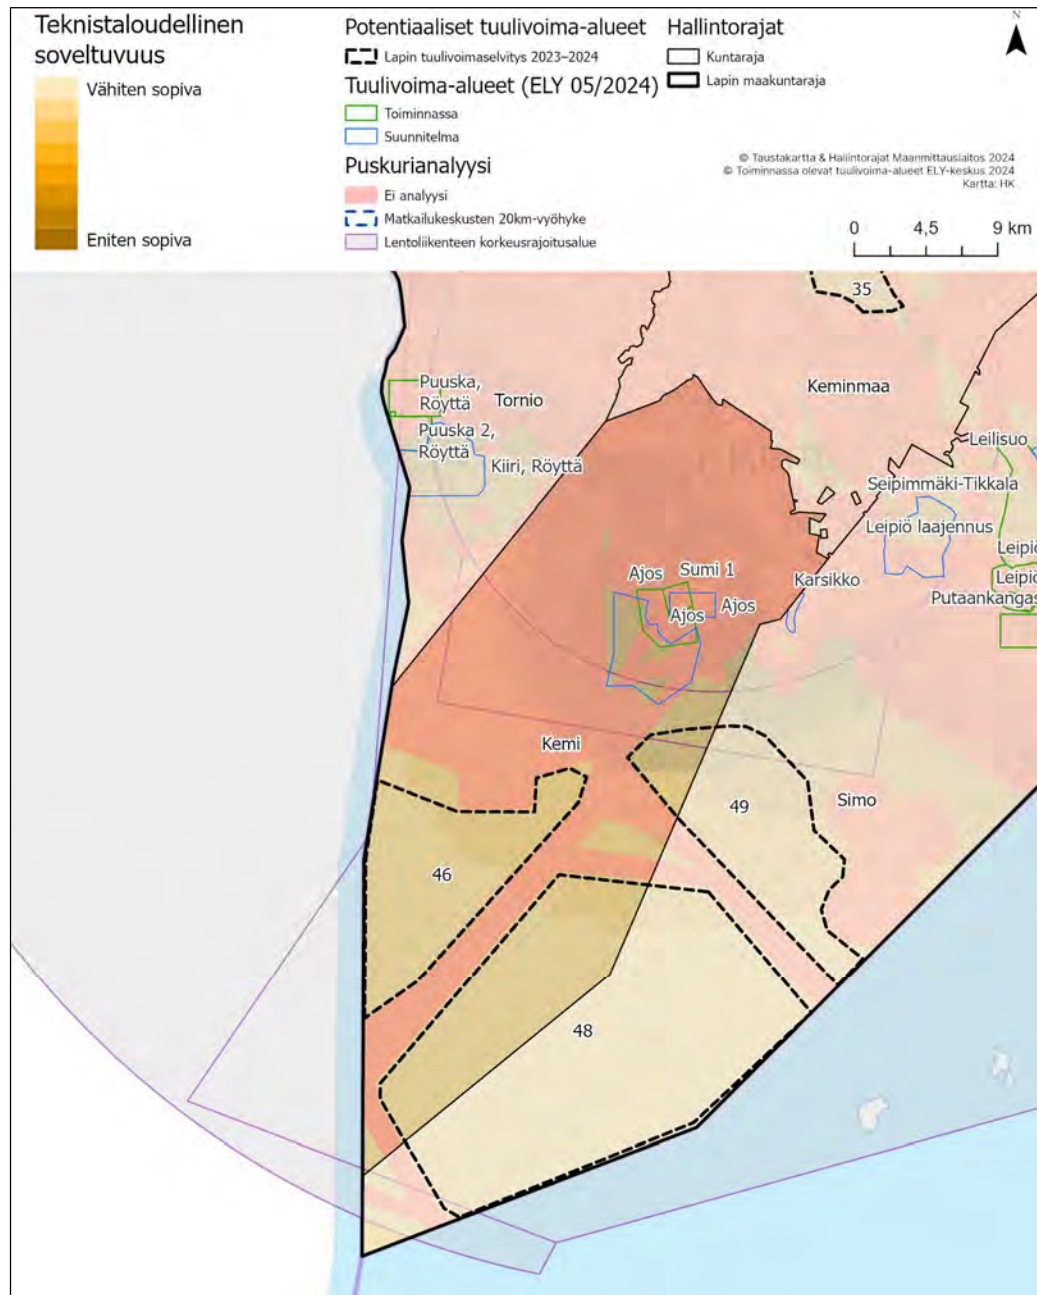 Teknistaloudellinen
soveltuvuus
Vähiten sopiva
Eniten sopiva
Potentiaaliset tuulivoima-alueet
Lapin tuulivoimaselvitys 2023–2024
Tuulivoima-alueet (ELY 05/2024)
Toiminnassa
Suunnitelma
Puskurianalyysi
Ei analyysi
Matkailukeskusten 20km-vyöhyke
Lentoliikenteen korkeusrajoitusalue
Hallintorajat
Kuntaraja
Lapin maakuntaraja
N
© Taustakartta & Hallintorajat Maanmittauslaitos 2024
© Toiminnassa olevat tuulivoima-alueet ELY-keskus 2024
Kartta: HK
0 4,5 9 km
35
Puuska,
Röyttä
Tornio
Keminmaa
Puuska 2,
Röyttä
Kiiri, Röyttä
Leilisuo
Seipimmäki-Tikkala
Leipiö laajennus
Leipiö
Ajos
Sumi 1
Karsikko
Leipiö
Ajos
Ajos
Putaankangas
Kemi
49
Simo
46
48